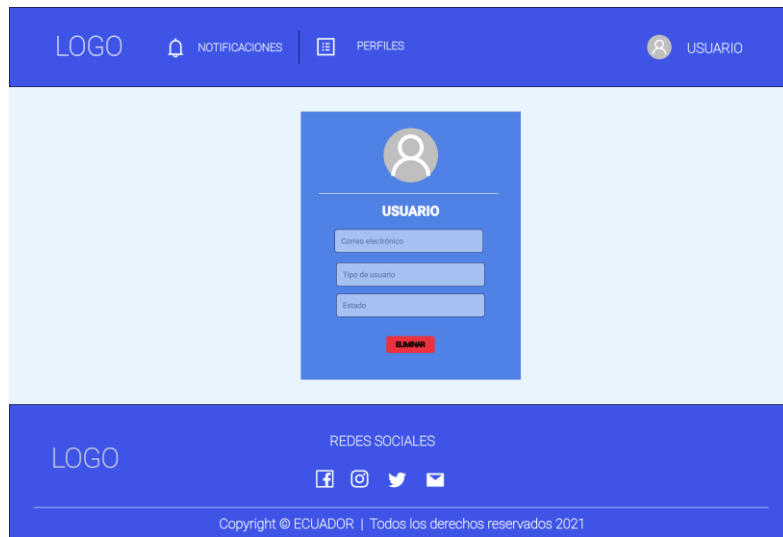 LOGO
NOTIFICACIONES
PERFILES
USUARIO
USUARIO
Correo electrónico
Tipo de usuario
Estado
ELIMINAR
LOGO
REDES SOCIALES
Copyright © ECUADOR | Todos los derechos reservados 2021